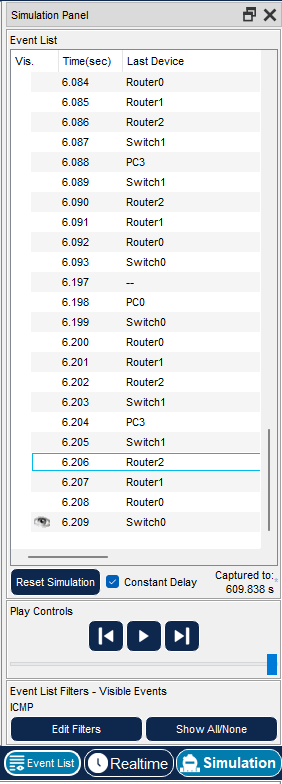 Simulation Panel
Event List
Vis. Time(sec) Last Device
6.084 Router0
6.085 Router1
6.086 Router2
6.087 Switch1
6.088 PC3
6.089 Switch1
6.090 Router2
6.091 Router1
6.092 Router0
6.093 Switch0
6.197 --
6.198 PC0
6.199 Switch0
6.200 Router0
6.201 Router1
6.202 Router2
6.203 Switch1
6.204 PC3
6.205 Switch1
6.206 Router2
6.207 Router1
6.208 Router0
6.209 Switch0
Reset Simulation Constant Delay Captured to:
609.838 s
Play Controls
Event List Filters - Visible Events
ICMP
Edit Filters Show All/None
Event List Realtime Simulation